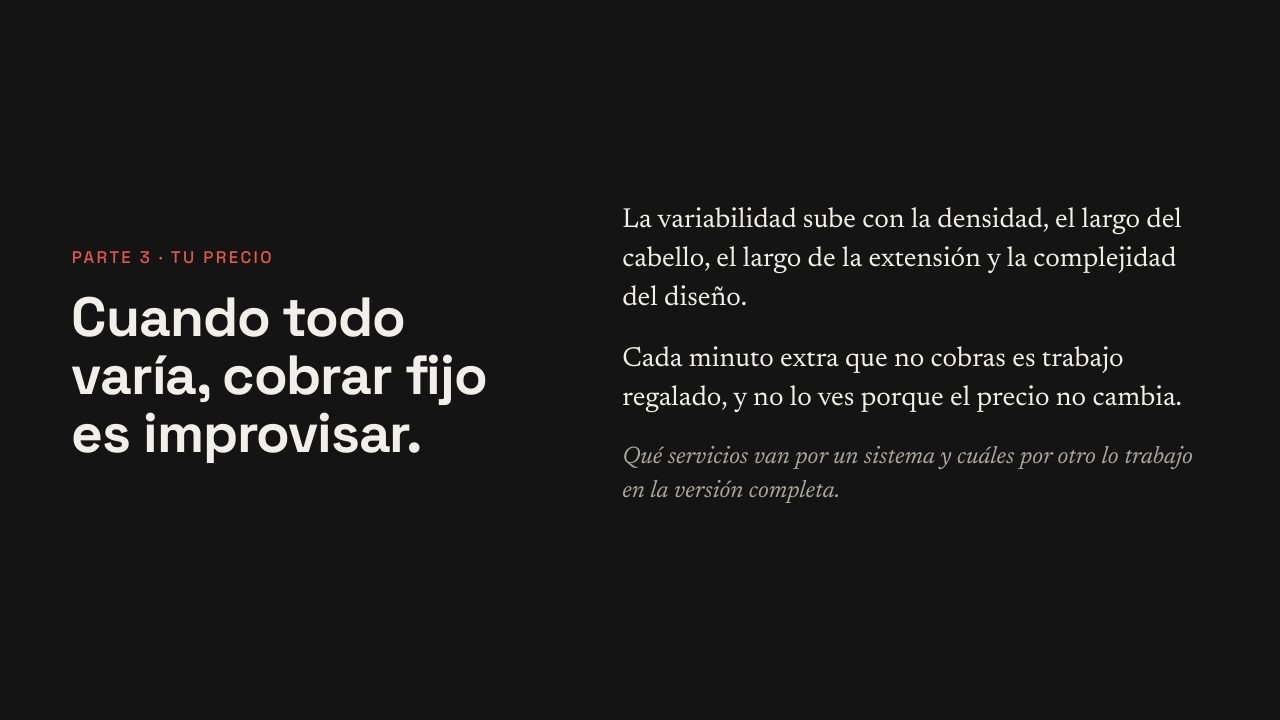 PARTE 3 · TU PRECIO
Cuando todo
varía, cobrar fijo
es improvisar.
La variabilidad sube con la densidad, el largo del
cabello, el largo de la extensión y la complejidad
del diseño.
Cada minuto extra que no cobras es trabajo
regalado, y no lo ves porque el precio no cambia.
Qué servicios van por un sistema y cuáles por otro lo trabajo
en la versión completa.